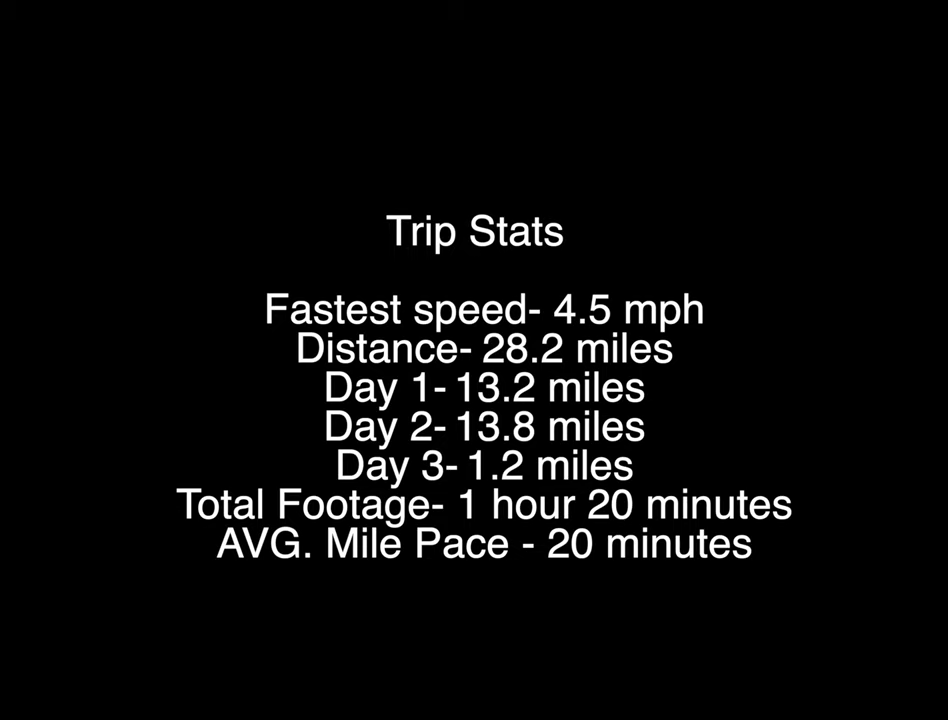 Trip Stats
Fastest speed- 4.5 mph
Distance- 28.2 miles
Day 1- 13.2 miles
Day 2- 13.8 miles
Day 3- 1.2 miles
Total Footage- 1 hour 20 minutes
AVG. Mile Pace - 20 minutes